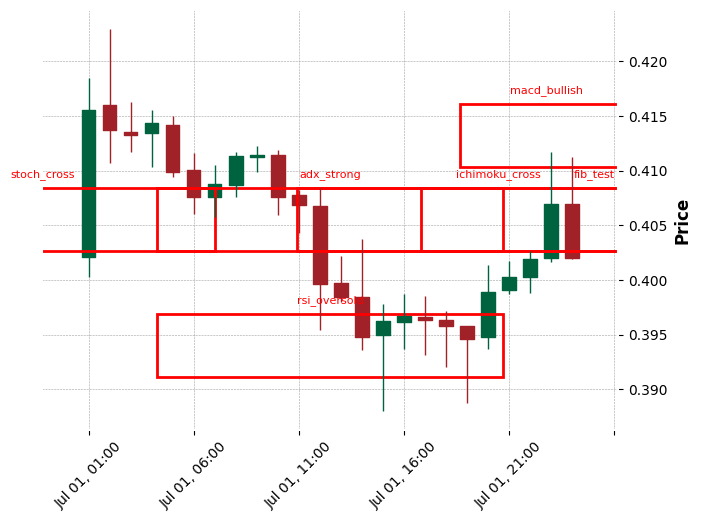 macd_bullish
stoch_cross
adx_strong
ichimoku_cross
fib_test
rsi_oversold
0.420
0.415
0.410
0.405
0.400
0.395
0.390
Price
Jul 01, 01:00
Jul 01, 06:00
Jul 01, 11:00
Jul 01, 16:00
Jul 01, 21:00